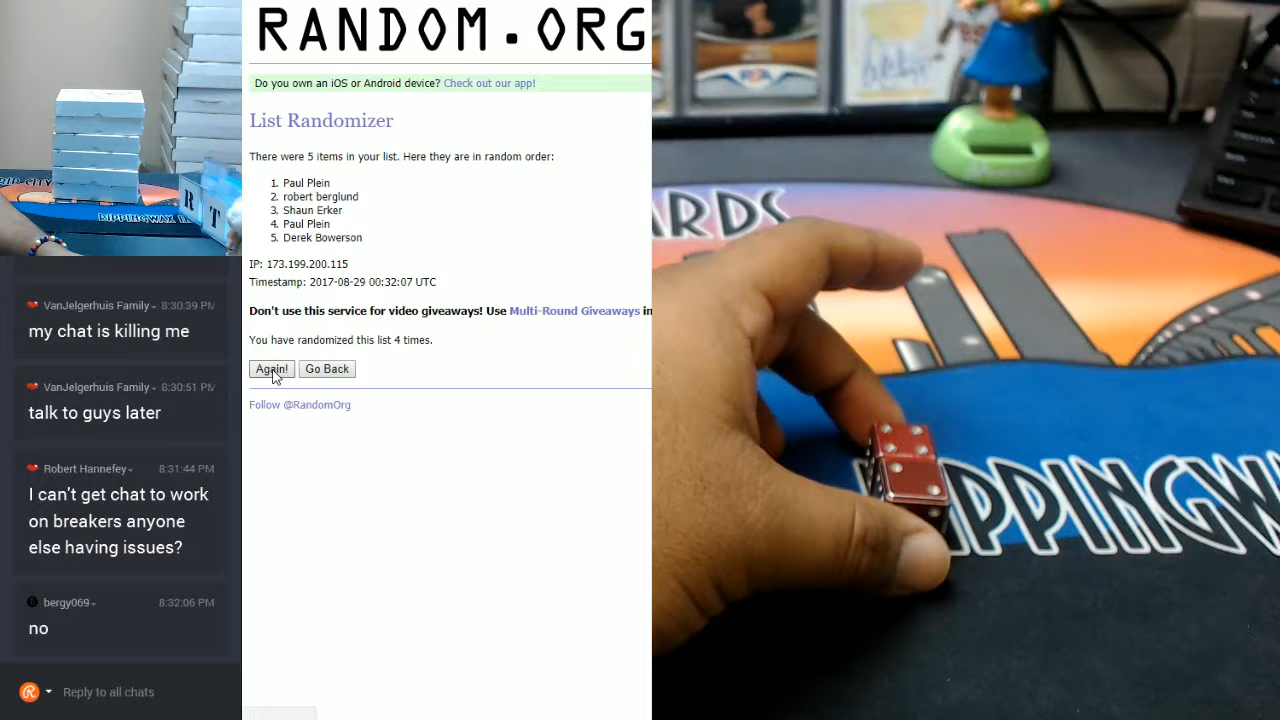 RANDOM.ORG
Do you own an iOS or Android device? Check out our app!
List Randomizer
There were 5 items in your list. Here they are in random order:
1. Paul Plein
2. robert berglund
3. Shaun Erker
4. Paul Plein
5. Derek Bowerson
IP: 173.199.200.115
Timestamp: 2017-08-29 00:32:07 UTC
Don't use this service for video giveaways! Use Multi-Round Giveaways in
You have randomized this list 4 times.
Again! Go Back
Follow @RandomOrg
VanJelgerhuis Family 8:30:39 PM
my chat is killing me
VanJelgerhuis Family 8:30:51 PM
talk to guys later
Robert Hannefey 8:31:44 PM
I can't get chat to work
on breakers anyone
else having issues?
bergy069 8:32:06 PM
no
Reply to all chats
RIPPINGWAX
R T
ARDS
IPPINGW